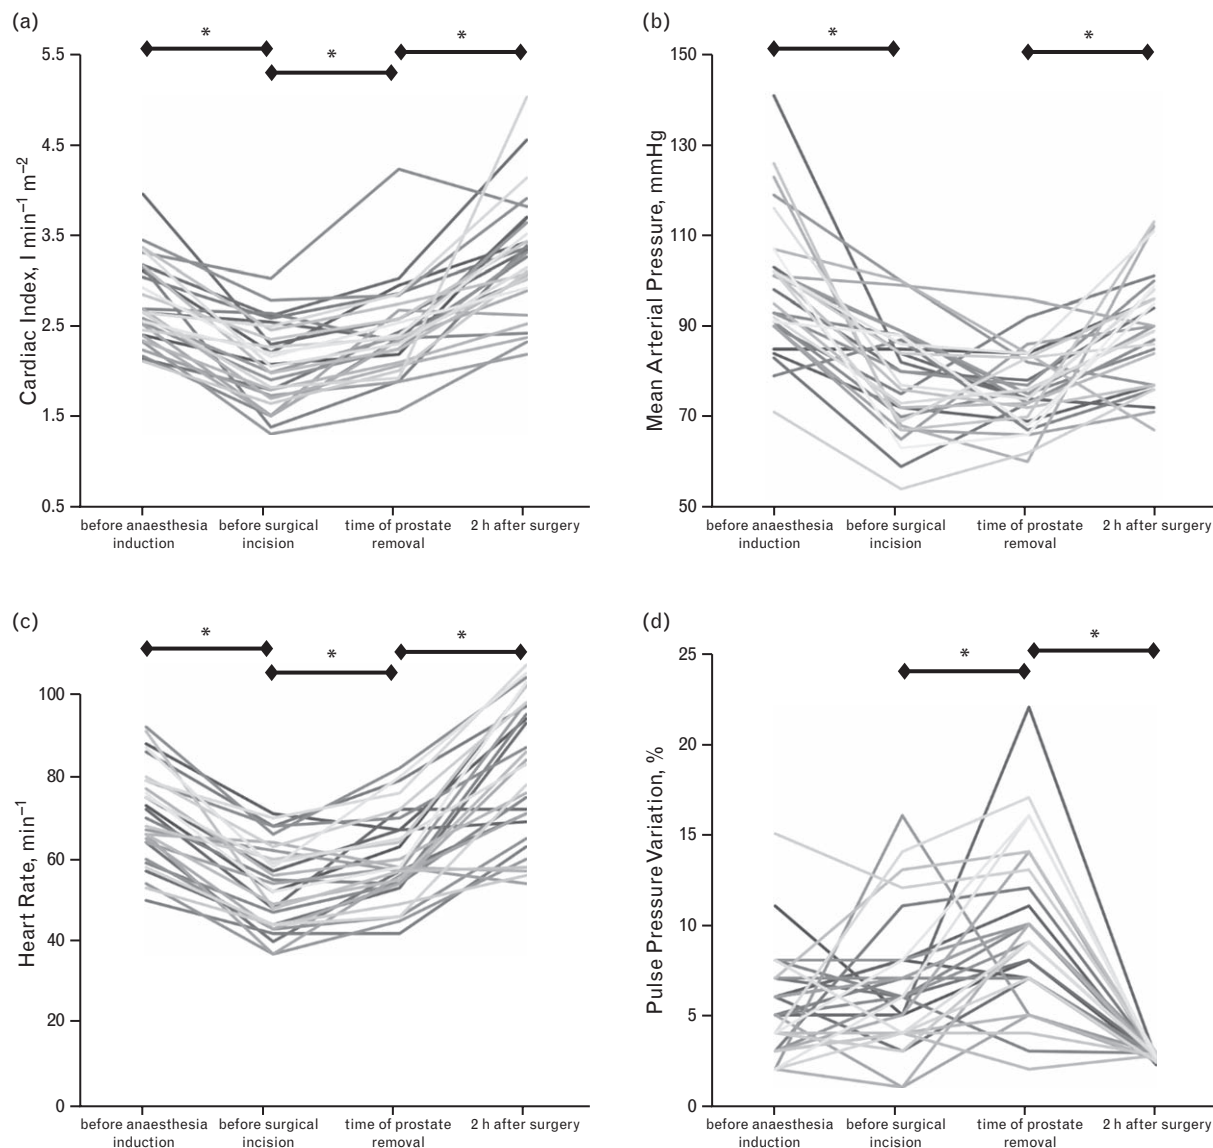 (a)
*
*
*
5.5
4.5
3.5
2.5
1.5
0.5
Cardiac Index, l min⁻¹ m⁻²
before anaesthesia
induction
before surgical
incision
time of prostate
removal
2 h after surgery
(b)
*
*
150
130
110
90
70
50
Mean Arterial Pressure, mmHg
before anaesthesia
induction
before surgical
incision
time of prostate
removal
2 h after surgery
(c)
*
*
*
100
80
60
40
20
0
Heart Rate, min⁻¹
before anaesthesia
induction
before surgical
incision
time of prostate
removal
2 h after surgery
(d)
*
*
25
20
15
10
5
0
Pulse Pressure Variation, %
before anaesthesia
induction
before surgical
incision
time of prostate
removal
2 h after surgery